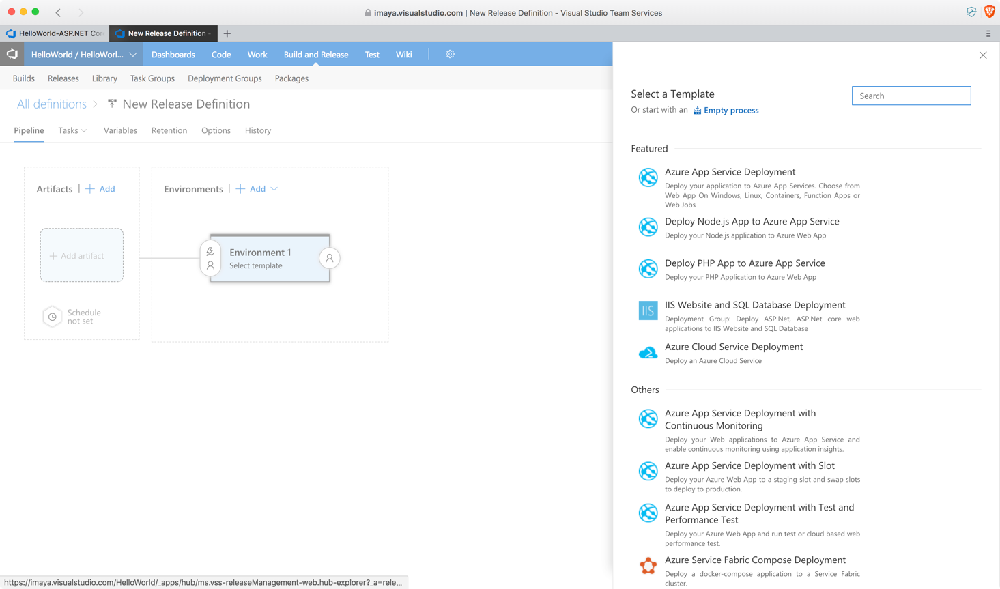 imaya.visualstudio.com | New Release Definition - Visual Studio Team Services
HelloWorld-ASP.NET Cor
New Release Definition -
HelloWorld / HelloWorl...
Dashboards
Code
Work
Build and Release
Test
Wiki
Builds
Releases
Library
Task Groups
Deployment Groups
Packages
All definitions > New Release Definition
Pipeline
Tasks
Variables
Retention
Options
History
Artifacts | + Add
Environments | + Add
+ Add artifact
Environment 1
Select template
Schedule
not set
Select a Template
Or start with an Empty process
Search
Featured
Azure App Service Deployment
Deploy your application to Azure App Services. Choose from
Web App On Windows, Linux, Containers, Function Apps or
Web Jobs
Deploy Node.js App to Azure App Service
Deploy your Node.js application to Azure Web App
Deploy PHP App to Azure App Service
Deploy your PHP Application to Azure Web App
IIS
IIS Website and SQL Database Deployment
Deployment Group: Deploy ASP.Net, ASP.Net core web
applications to IIS Website and SQL Database
Azure Cloud Service Deployment
Deploy an Azure Cloud Service
Others
Azure App Service Deployment with
Continuous Monitoring
Deploy your Web applications to Azure App Service and
enable continuous monitoring using application insights.
Azure App Service Deployment with Slot
Deploy your Azure Web App to a staging slot and swap slots
to deploy to production.
Azure App Service Deployment with Test and
Performance Test
Deploy your Azure Web App and run test or cloud based web
performance test.
Azure Service Fabric Compose Deployment
Deploy a docker-compose application to a Service Fabric
cluster.
https://imaya.visualstudio.com/HelloWorld/_apps/hub/ms.vss-releaseManagement-web.hub-explorer?_a=rele...